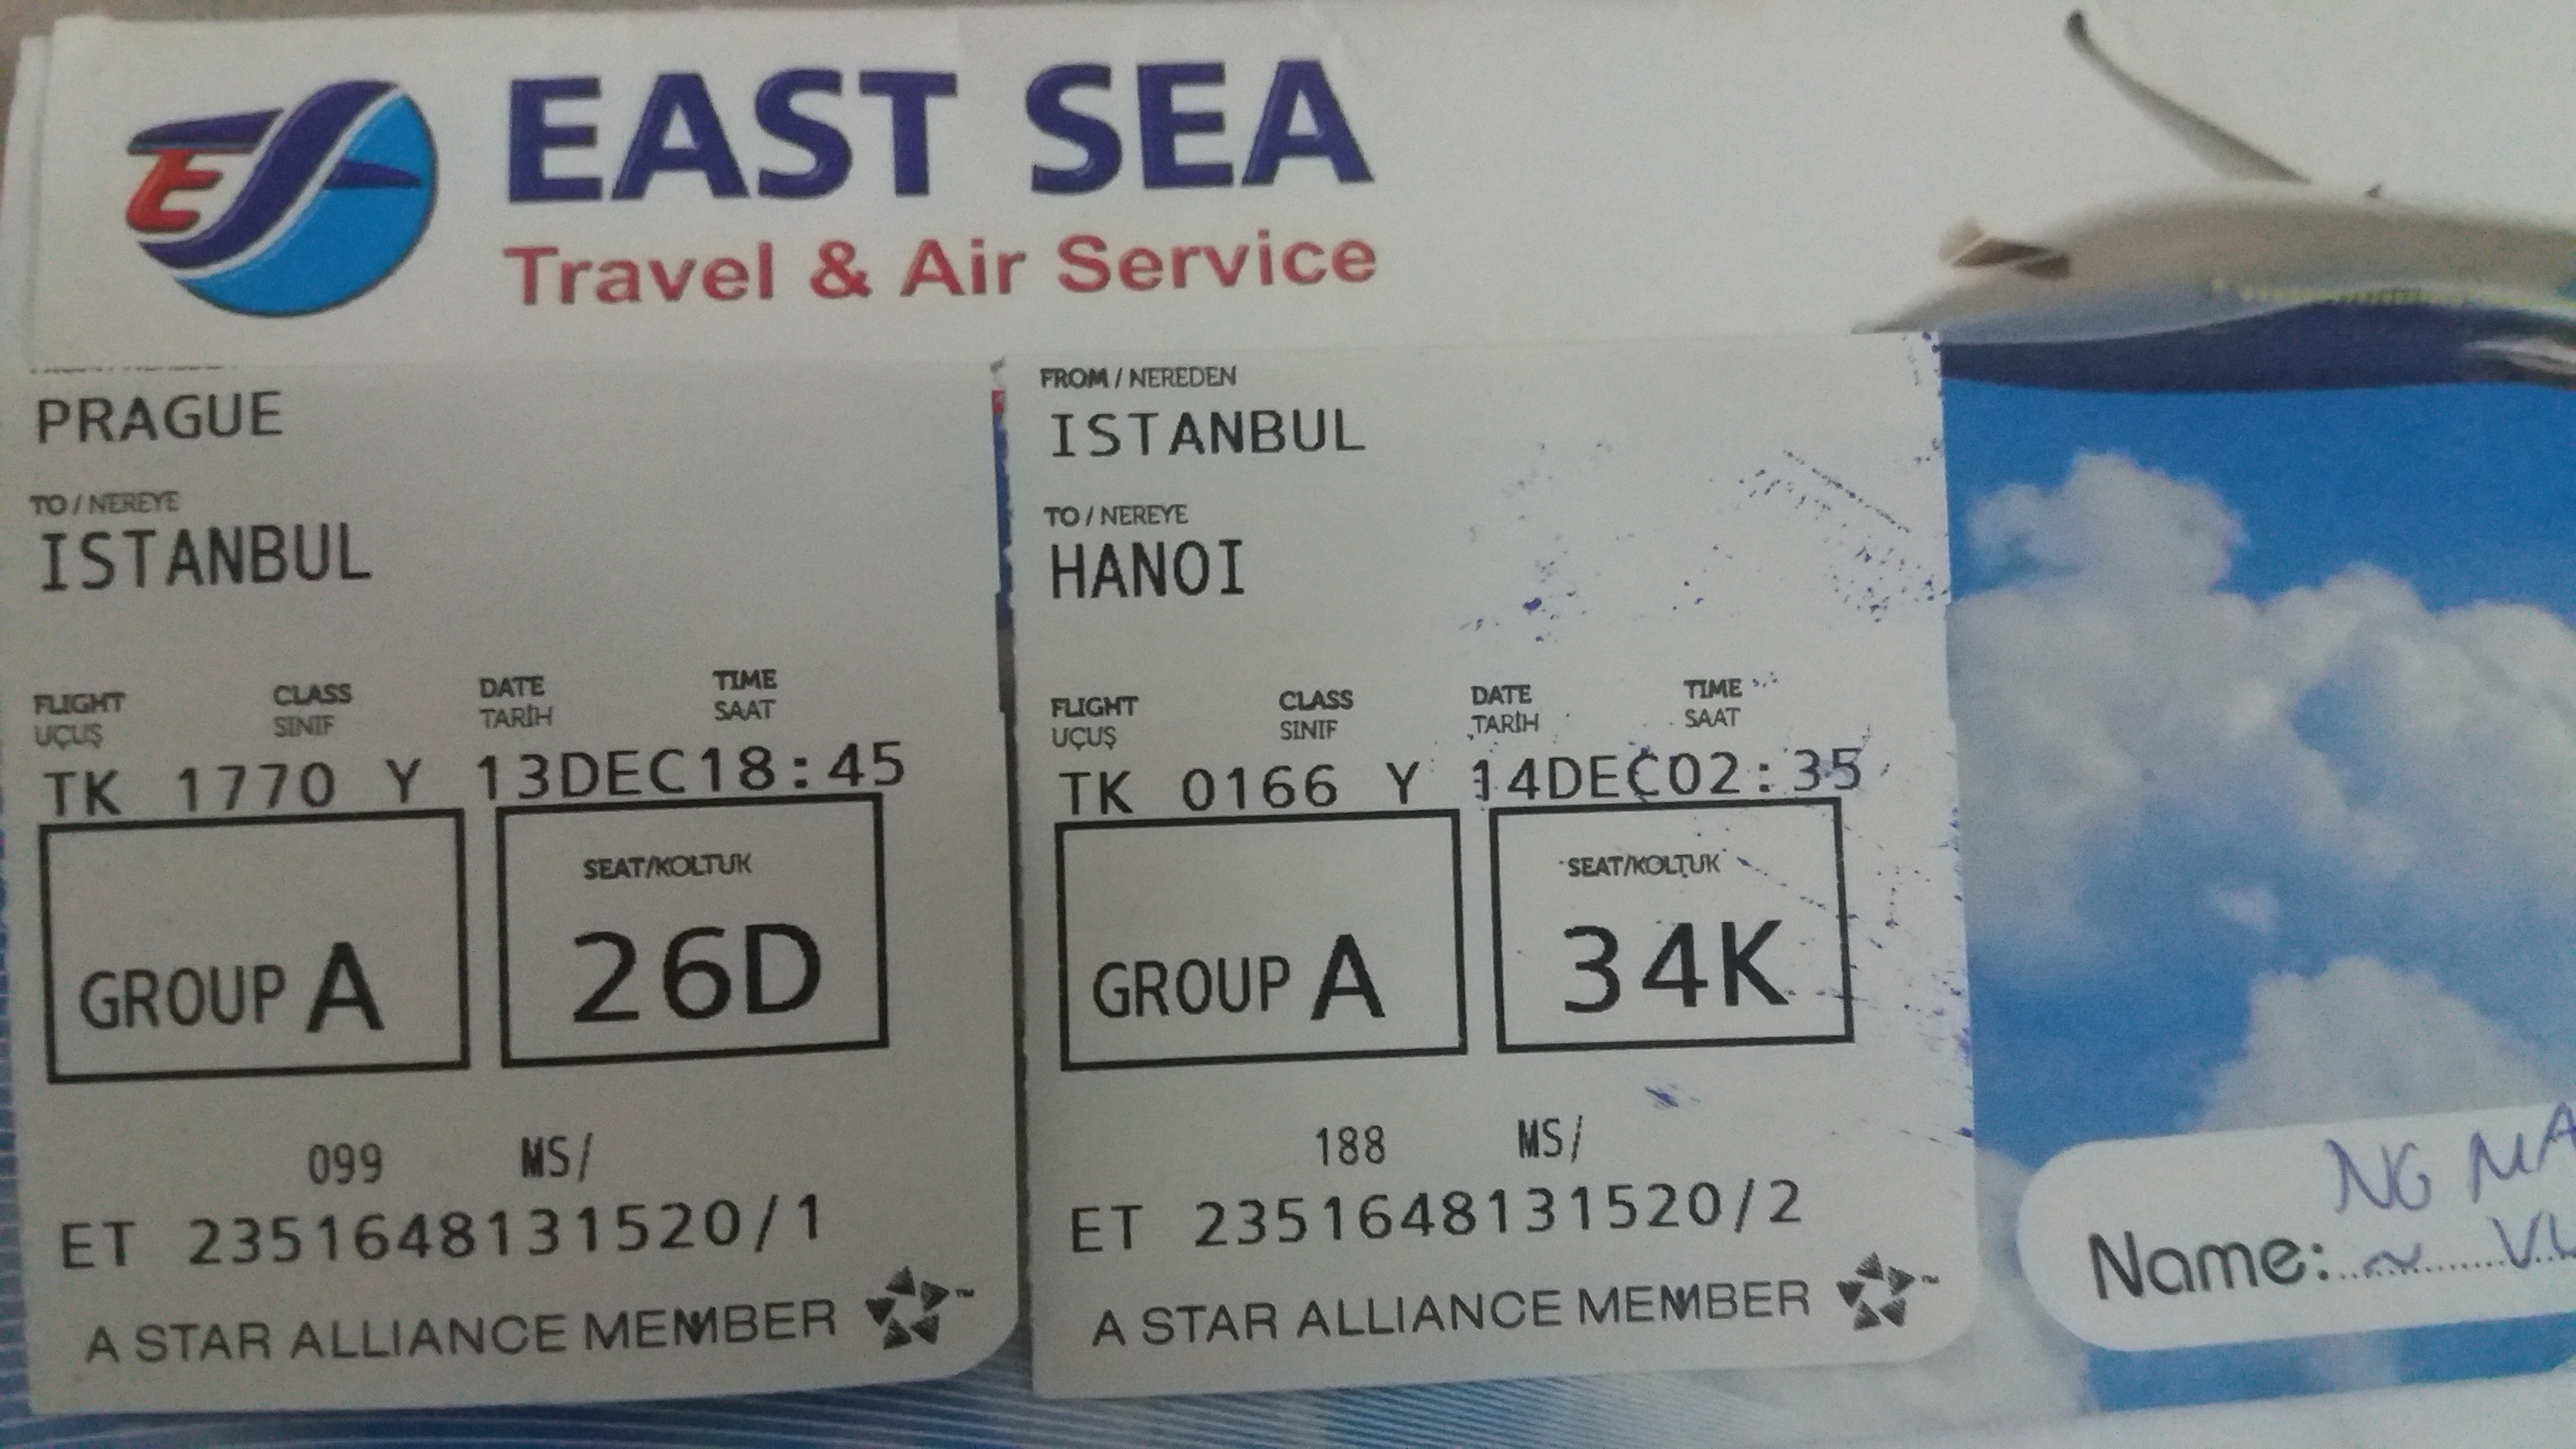 EAST SEA
Travel & Air Service
PRAGUE
TO / NEREYE
ISTANBUL
FLIGHT CLASS DATE TIME
UÇUŞ SINIF TARİH SAAT
TK 1770 Y 13DEC18:45
SEAT/KOLTUK
GROUP A 26D
099 MS/
ET 2351648131520/1
A STAR ALLIANCE MEMBER
FROM / NEREDEN
ISTANBUL
TO / NEREYE
HANOI
FLIGHT CLASS DATE TIME
UÇUŞ SINIF TARİH SAAT
TK 0166 Y 14DEC02:35
SEAT/KOLTUK
GROUP A 34K
188 MS/
ET 2351648131520/2
A STAR ALLIANCE MEMBER
NG
Name: